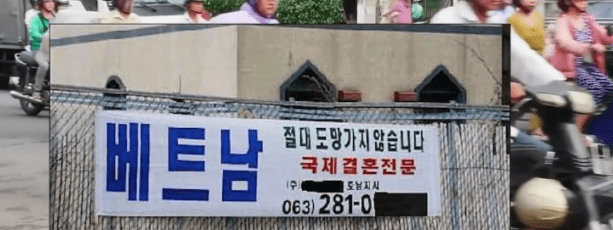 베트남
절대 도망가지않습니다
국제결혼전문
(주) 호남지사
063) 281-0